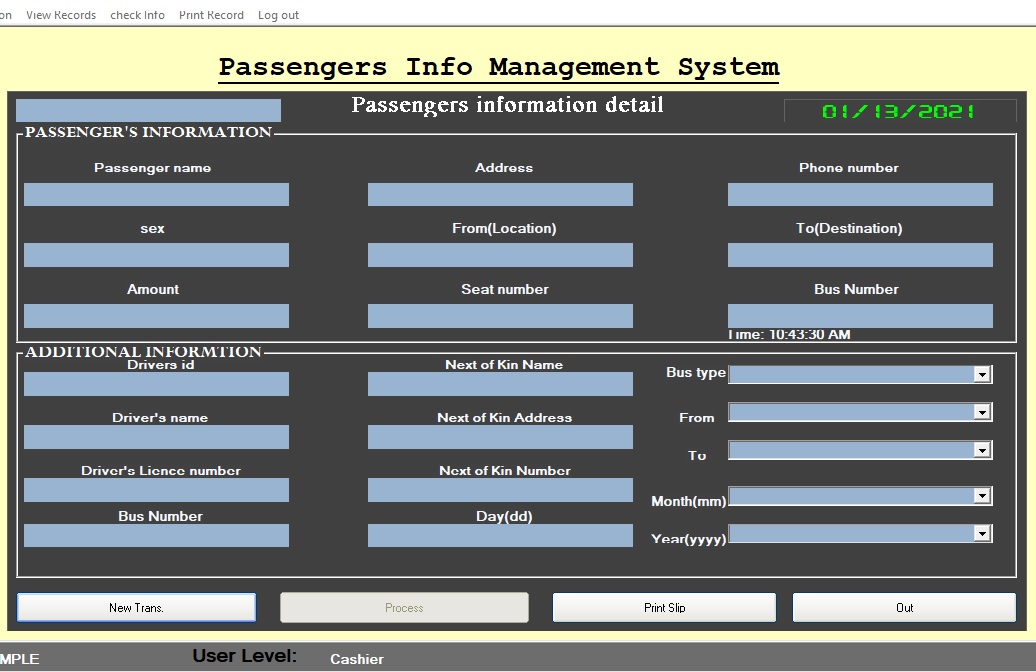 on View Records check Info Print Record Log out
Passengers Info Management System
Passengers information detail
01/13/2021
PASSENGER'S INFORMATION
Passenger name Address Phone number
sex From(Location) To(Destination)
Amount Seat number Bus Number
Time: 10:43:30 AM
ADDITIONAL INFORMTION
Drivers id Next of Kin Name Bus type
Driver's name Next of Kin Address From
To
Driver's Licence number Next of Kin Number
Month(mm)
Bus Number Day(dd)
Year(yyyy)
New Trans. Process Print Slip Out
MPLE User Level: Cashier